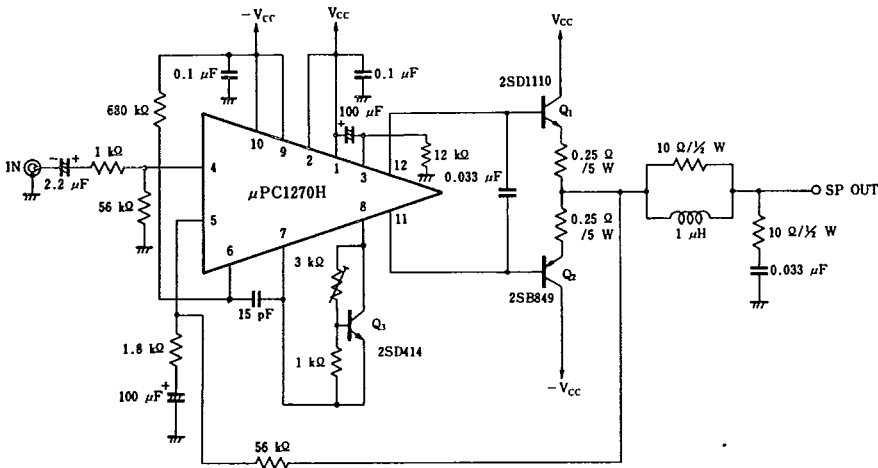 −VCC
VCC
VCC
0.1 μF
0.1 μF
2SD1110
680 kΩ
100 μF
+
Q1
10
9
2
1
3
12
12 kΩ
0.25 Ω
/5 W
10 Ω/½ W
IN
− +
1 kΩ
2.2 μF
4
μPC1270H
0.033 μF
SP OUT
56 kΩ
5
8
11
0.25 Ω
/5 W
1 μH
10 Ω/½ W
6
7
3 kΩ
Q2
0.033 μF
15 pF
2SB849
Q3
1.8 kΩ
1 kΩ
2SD414
−VCC
100 μF
+
56 kΩ